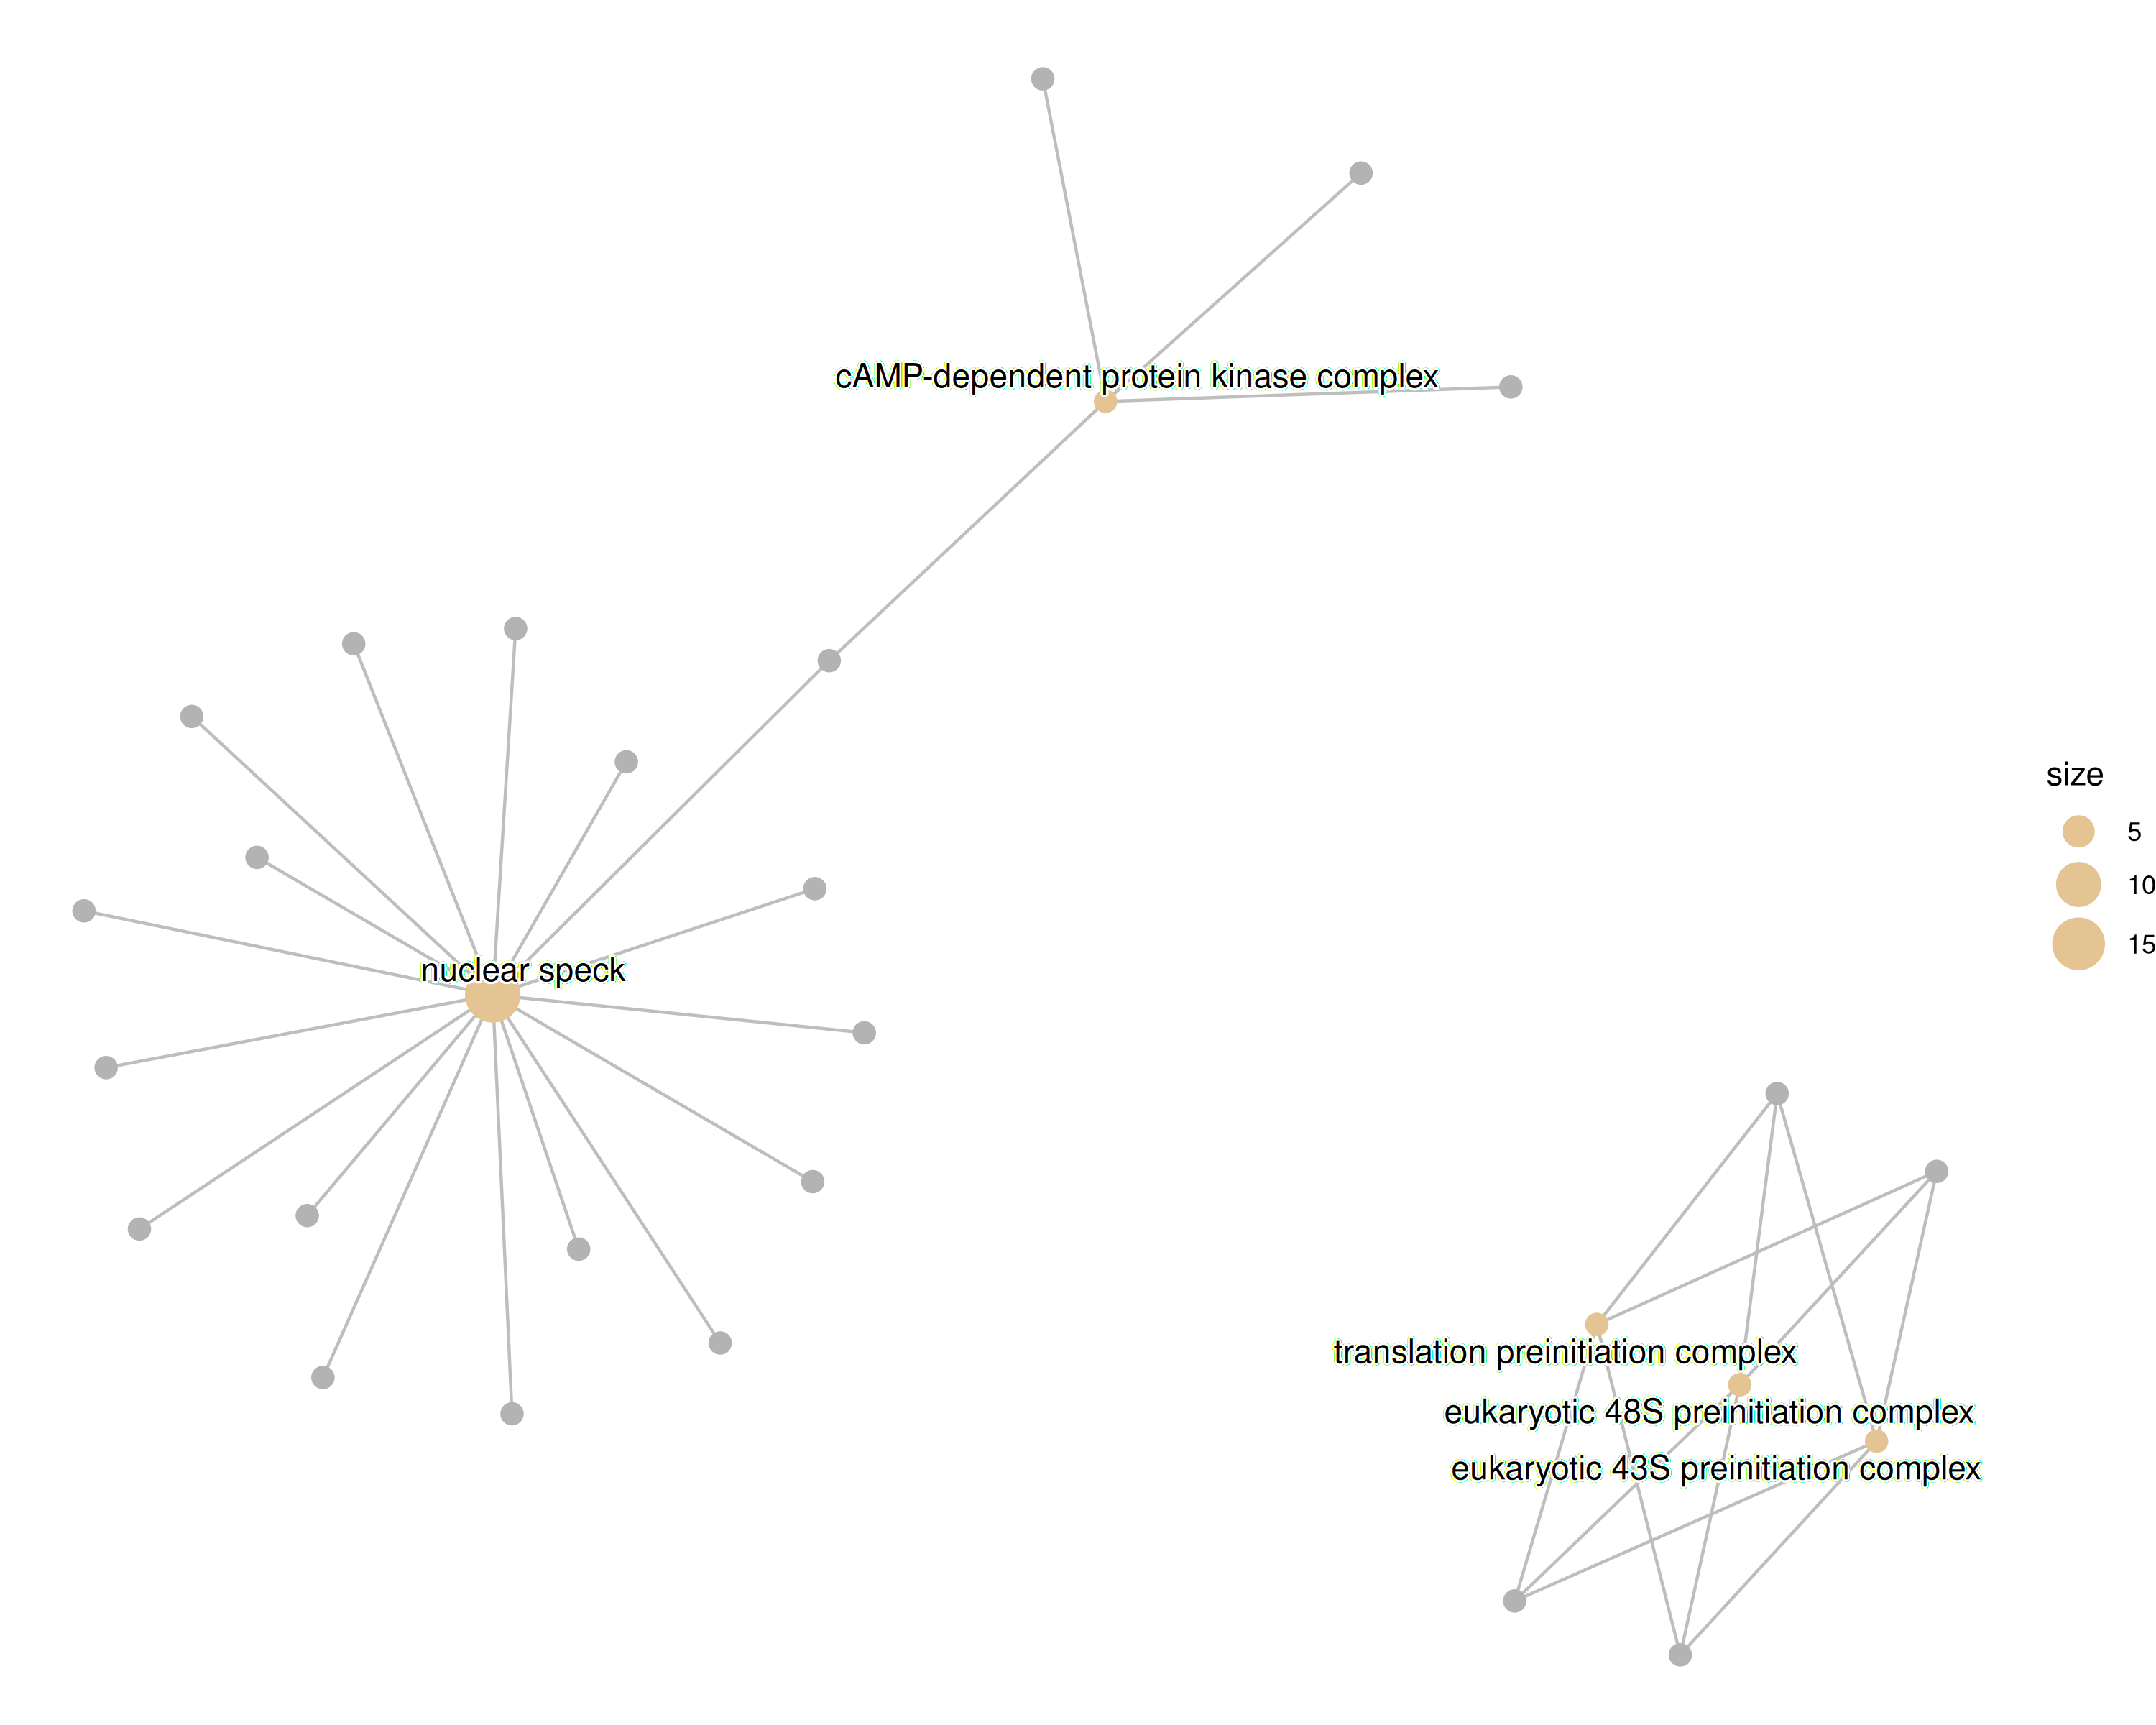 cAMP-dependent protein kinase complex
nuclear speck
size
5
10
15
translation preinitiation complex
eukaryotic 48S preinitiation complex
eukaryotic 43S preinitiation complex